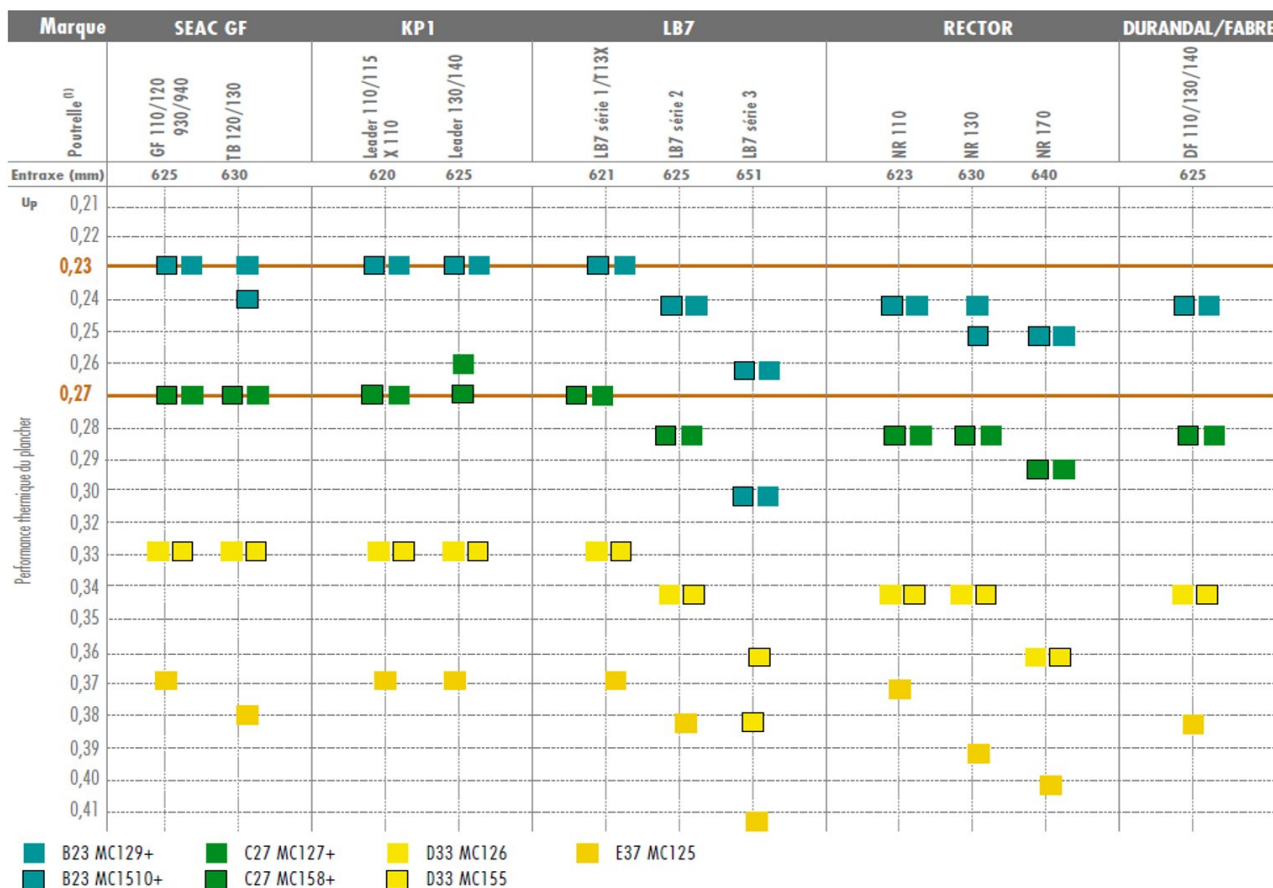 Marque SEAC GF KP1 LB7 RECTOR DURANDAL/FABRE
Poutrelle (1)
GF 110/120
930/940
TB 120/130
Leader 110/115
X 110
Leader 130/140
LB7 série 1/T13X
LB7 série 2
LB7 série 3
NR 110
NR 130
NR 170
DF 110/130/140
Entraxe (mm) 625 630 620 625 621 625 651 623 630 640 625
Up 0,21
0,22
0,23
0,24
0,25
0,26
0,27
0,28
0,29
0,30
0,32
0,33
0,34
0,35
0,36
0,37
0,38
0,39
0,40
0,41
Performance thermique du plancher
B23 MC129+ C27 MC127+ D33 MC126 E37 MC125
B23 MC1510+ C27 MC158+ D33 MC155